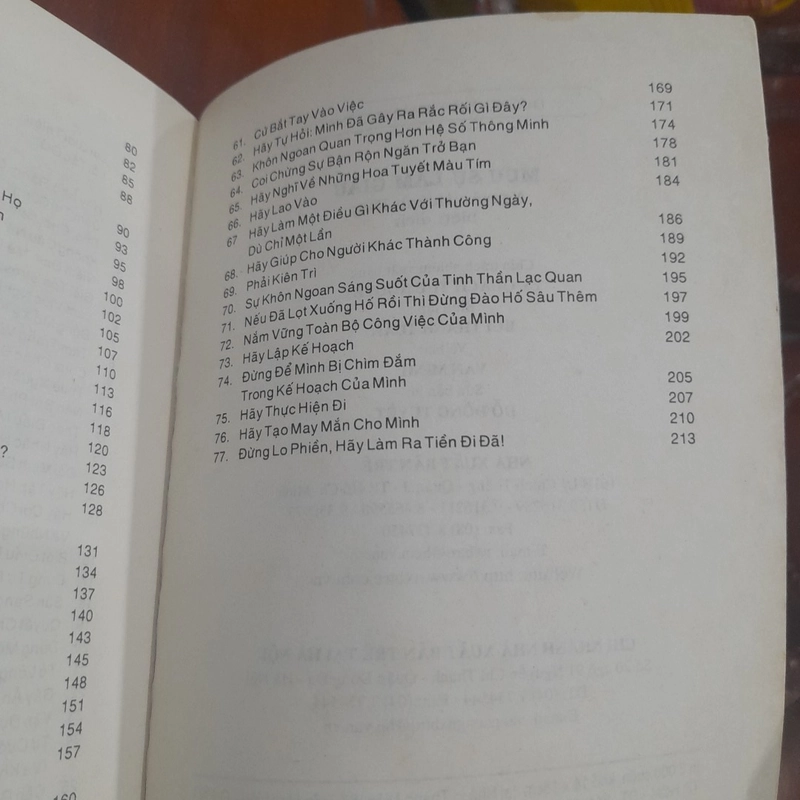 80
82
85
Họ 88
90
93
95
98
100
102
105
107
110
113
116
118
? 120
123
126
128
131
134
137
140
143
145
148
151
154
157
160
61. Cứ Bắt Tay Vào Việc 169
62. Hãy Tự Hỏi: Mình Đã Gây Ra Rắc Rối Gì Đây? 171
63. Khôn Ngoan Quan Trọng Hơn Hệ Số Thông Minh 174
64. Coi Chừng Sự Bận Rộn Ngăn Trở Bạn 178
65. Hãy Nghĩ Về Những Hoa Tuyết Màu Tím 181
66. Hãy Lao Vào 184
67 Hãy Làm Một Điều Gì Khác Với Thường Ngày,
Dù Chỉ Một Lần 186
68. Hãy Giúp Cho Người Khác Thành Công 189
69. Phải Kiên Trì 192
70. Sự Khôn Ngoan Sáng Suốt Của Tinh Thần Lạc Quan 195
71. Nếu Đã Lọt Xuống Hố Rồi Thì Đừng Đào Hố Sâu Thêm 197
72. Nắm Vững Toàn Bộ Công Việc Của Mình 199
73. Hãy Lập Kế Hoạch 202
74. Đừng Để Mình Bị Chìm Đắm
Trong Kế Hoạch Của Mình 205
75. Hãy Thực Hiện Đi 207
76. Hãy Tạo May Mắn Cho Mình 210
77. Đừng Lo Phiền, Hãy Làm Ra Tiền Đi Đã! 213